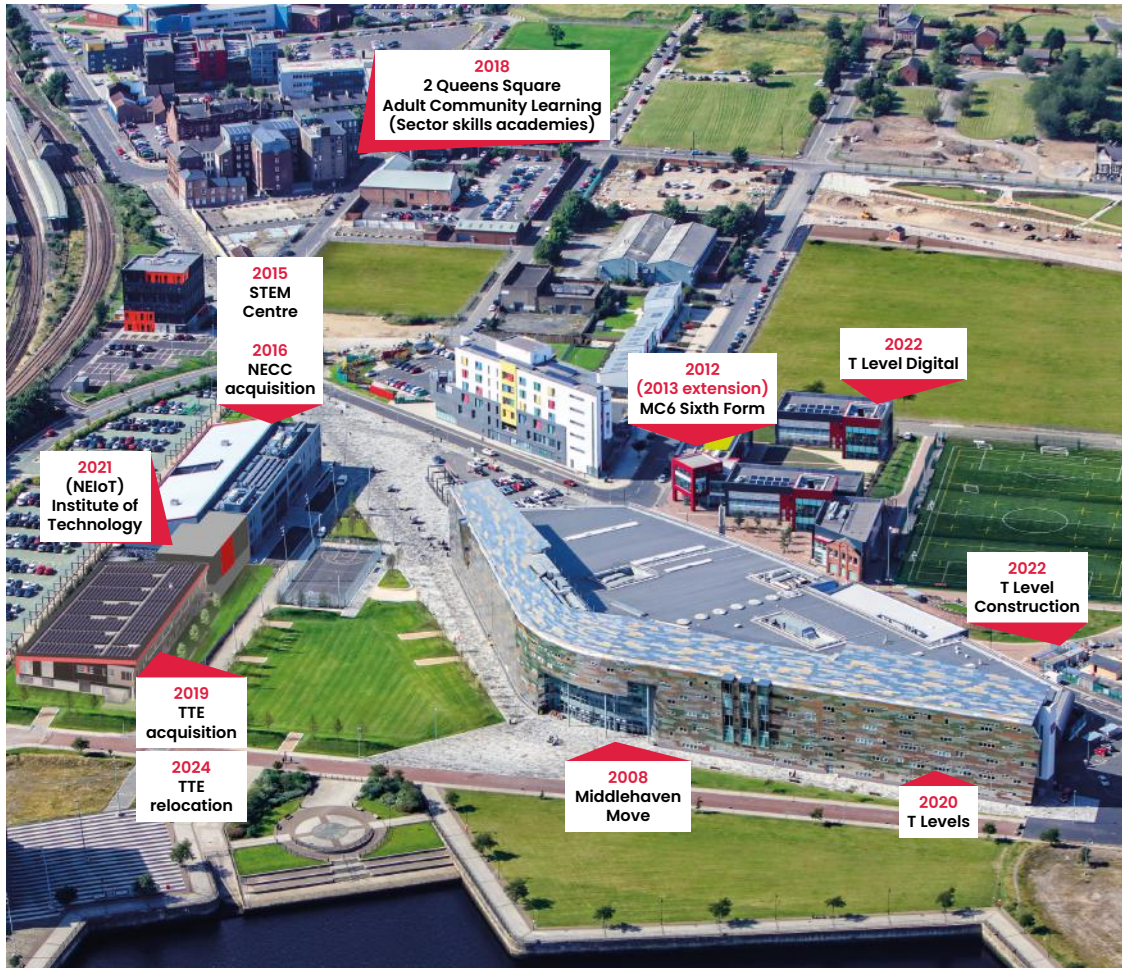 2018
2 Queens Square
Adult Community Learning
(Sector skills academies)
2015
STEM
Centre
2016
NECC
acquisition
2022
T Level Digital
2012
(2013 extension)
MC6 Sixth Form
2021
(NEIoT)
Institute of
Technology
2022
T Level
Construction
2019
TTE
acquisition
2024
TTE
relocation
2008
Middlehaven
Move
2020
T Levels